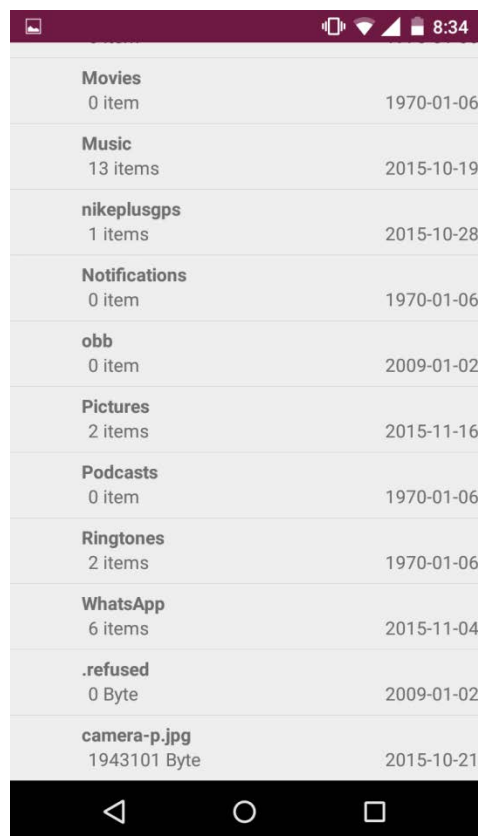 8:34
Movies
0 item 1970-01-06
Music
13 items 2015-10-19
nikeplusgps
1 items 2015-10-28
Notifications
0 item 1970-01-06
obb
0 item 2009-01-02
Pictures
2 items 2015-11-16
Podcasts
0 item 1970-01-06
Ringtones
2 items 1970-01-06
WhatsApp
6 items 2015-11-04
.refused
0 Byte 2009-01-02
camera-p.jpg
1943101 Byte 2015-10-21